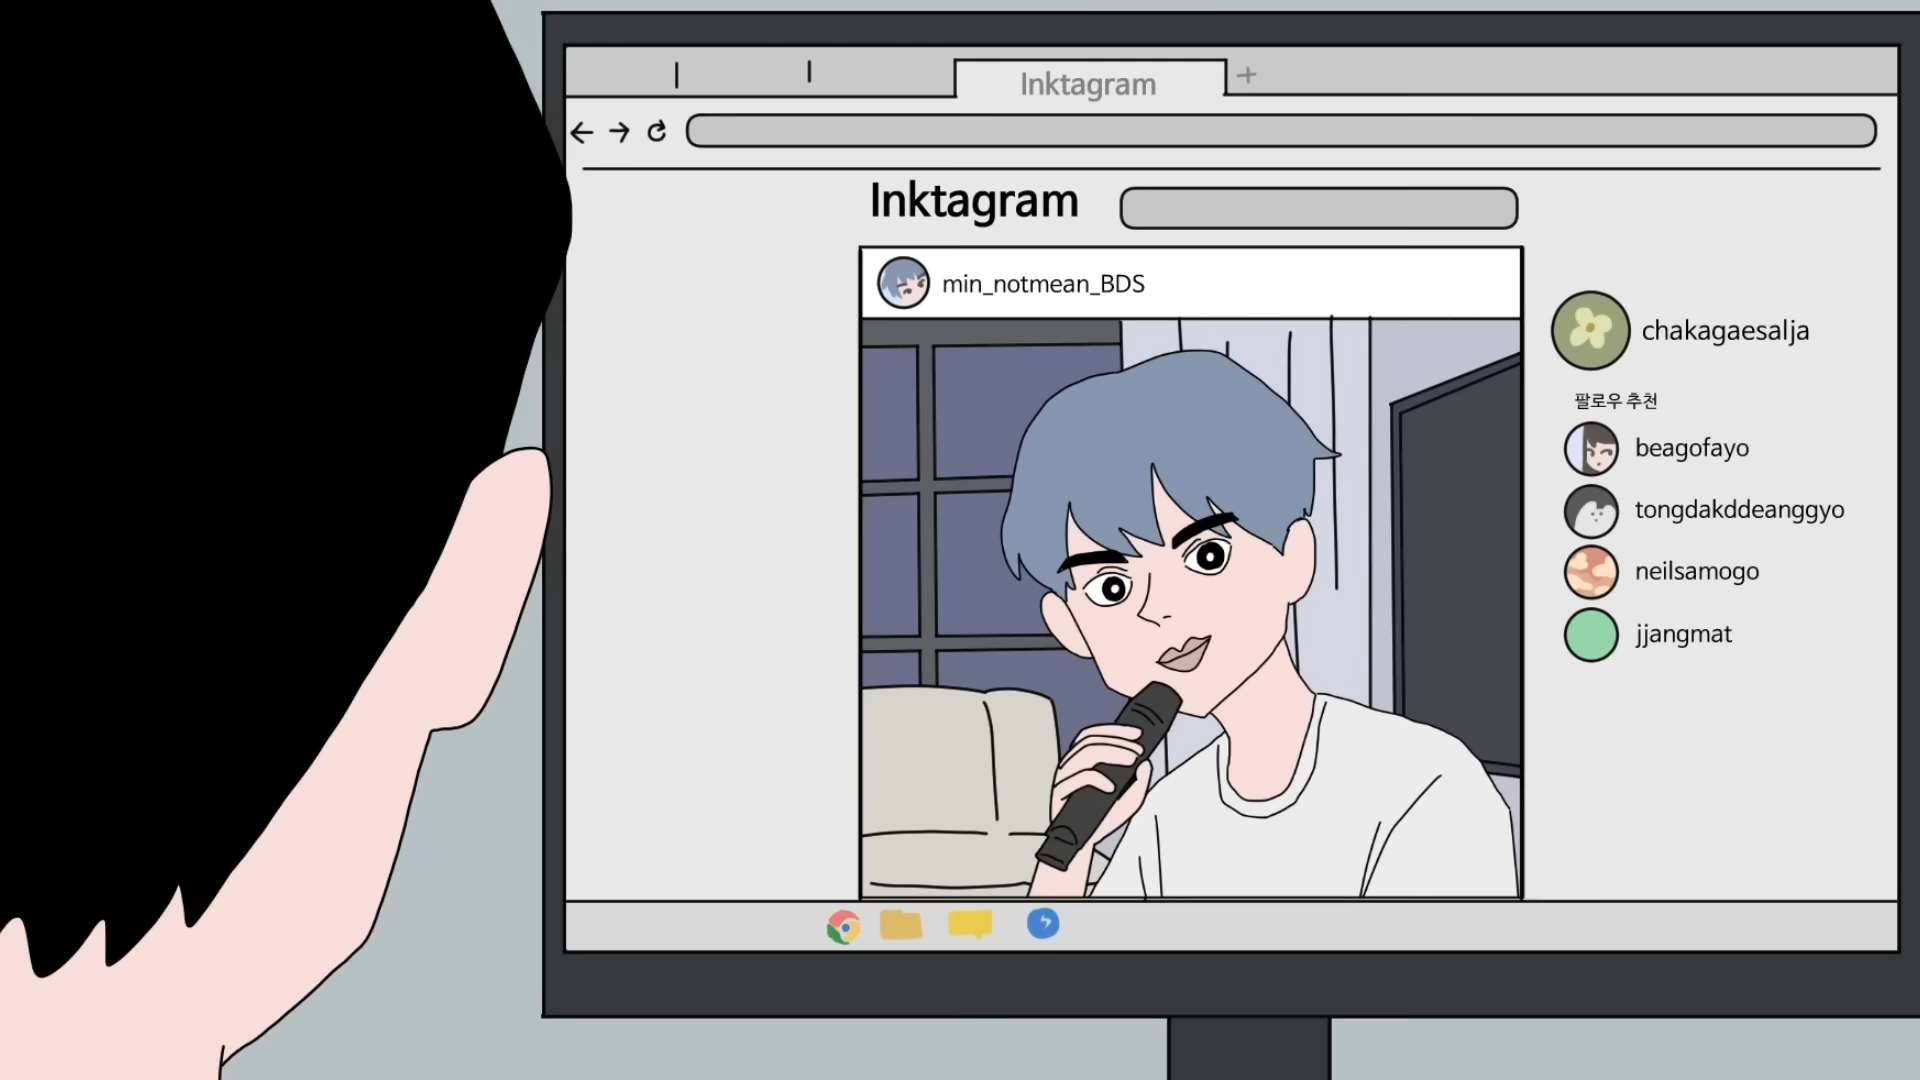 Inktagram
Inktagram
min_notmean_BDS
chakagaesalja
팔로우 추천
beagofayo
tongdakddeanggyo
neilsamogo
jjangmat